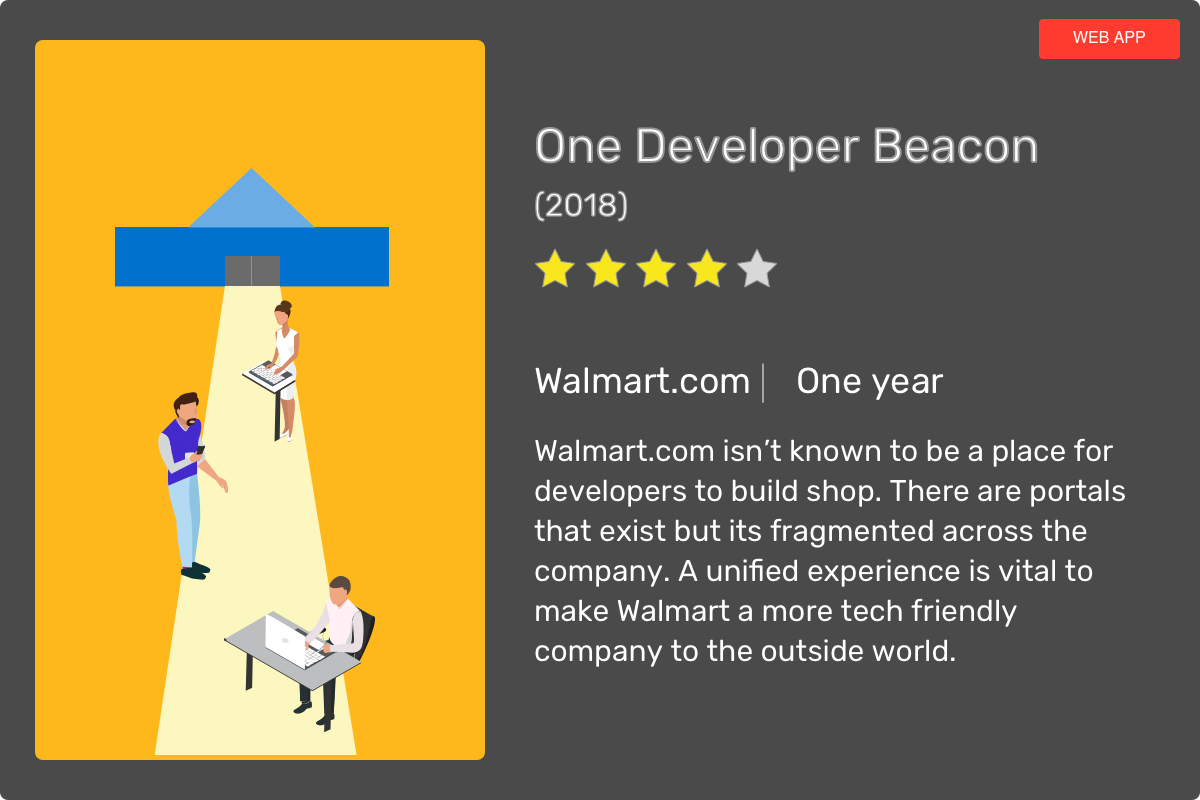 WEB APP
One Developer Beacon
(2018)
Walmart.com | One year
Walmart.com isn’t known to be a place for
developers to build shop. There are portals
that exist but its fragmented across the
company. A unified experience is vital to
make Walmart a more tech friendly
company to the outside world.